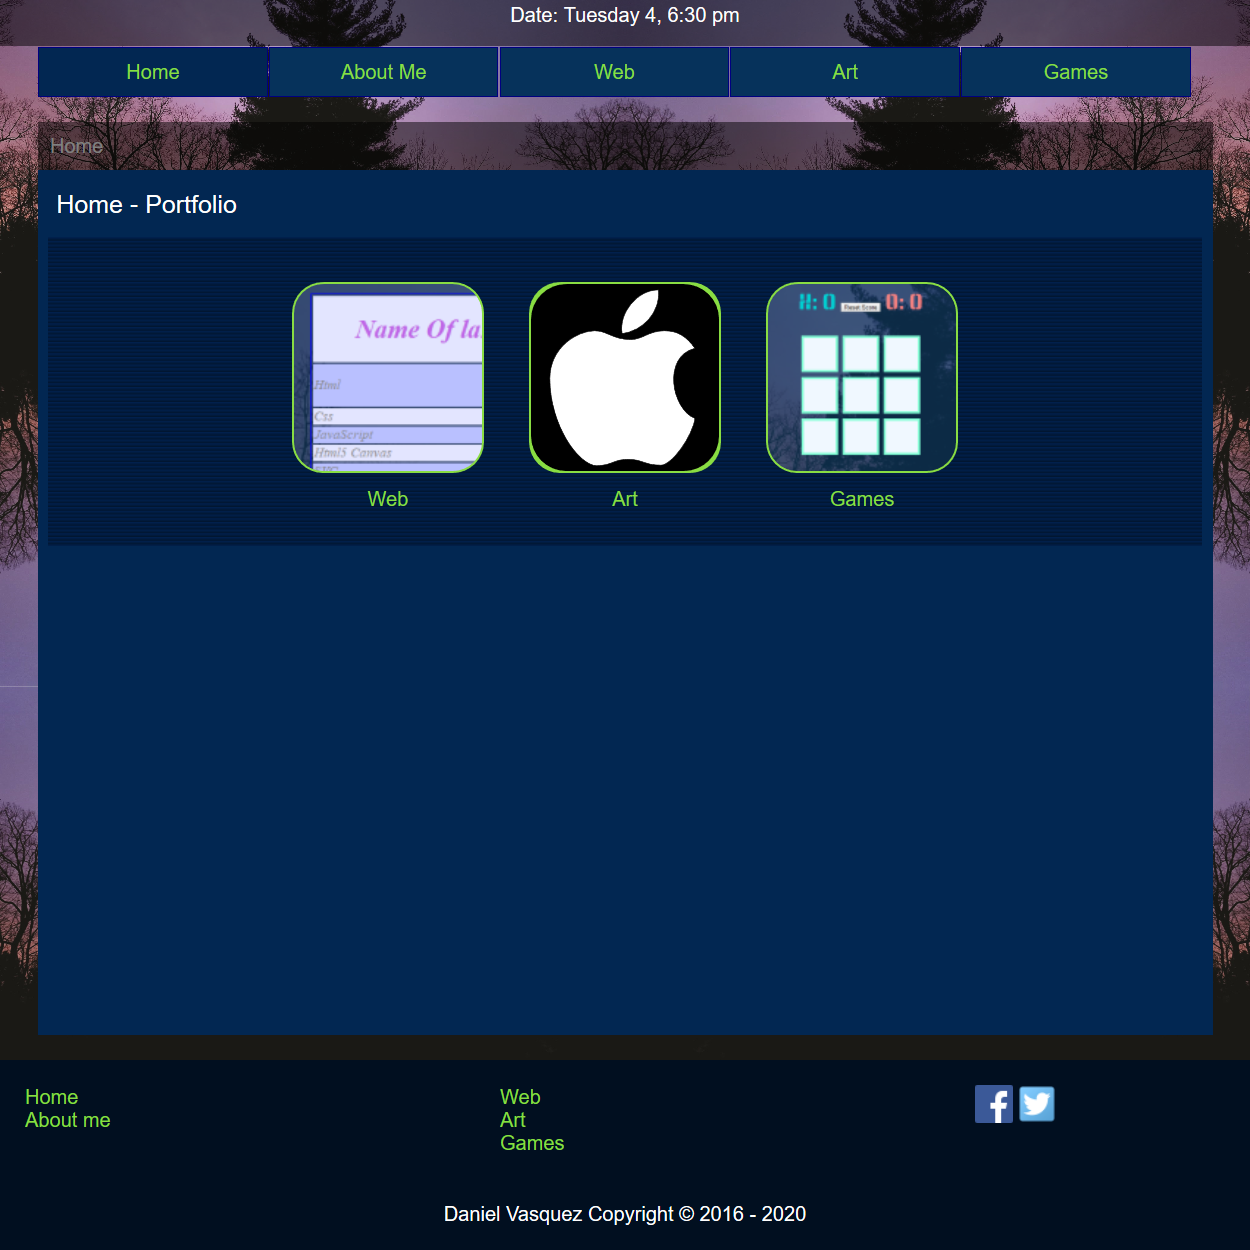 Date: Tuesday 4, 6:30 pm
Home About Me Web Art Games
Home
Home - Portfolio
Name Of la
Html
Css
JavaScript
Html5 Canvas
X: 0 Reset Score O: 0
Web Art Games
Home
About me
Web
Art
Games
Daniel Vasquez Copyright © 2016 - 2020